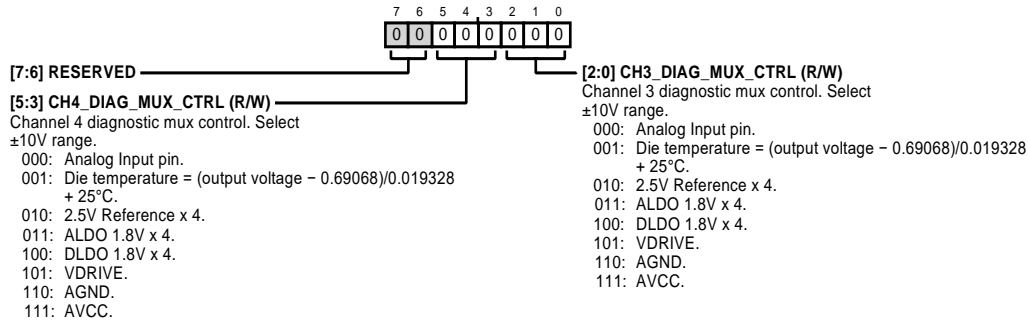 7 6 5 4 3 2 1 0
0 0 0 0 0 0 0 0
[7:6] RESERVED
[5:3] CH4_DIAG_MUX_CTRL (R/W)
Channel 4 diagnostic mux control. Select
±10V range.
000: Analog Input pin.
001: Die temperature = (output voltage − 0.69068)/0.019328
+ 25°C.
010: 2.5V Reference x 4.
011: ALDO 1.8V x 4.
100: DLDO 1.8V x 4.
101: VDRIVE.
110: AGND.
111: AVCC.
[2:0] CH3_DIAG_MUX_CTRL (R/W)
Channel 3 diagnostic mux control. Select
±10V range.
000: Analog Input pin.
001: Die temperature = (output voltage − 0.69068)/0.019328
+ 25°C.
010: 2.5V Reference x 4.
011: ALDO 1.8V x 4.
100: DLDO 1.8V x 4.
101: VDRIVE.
110: AGND.
111: AVCC.